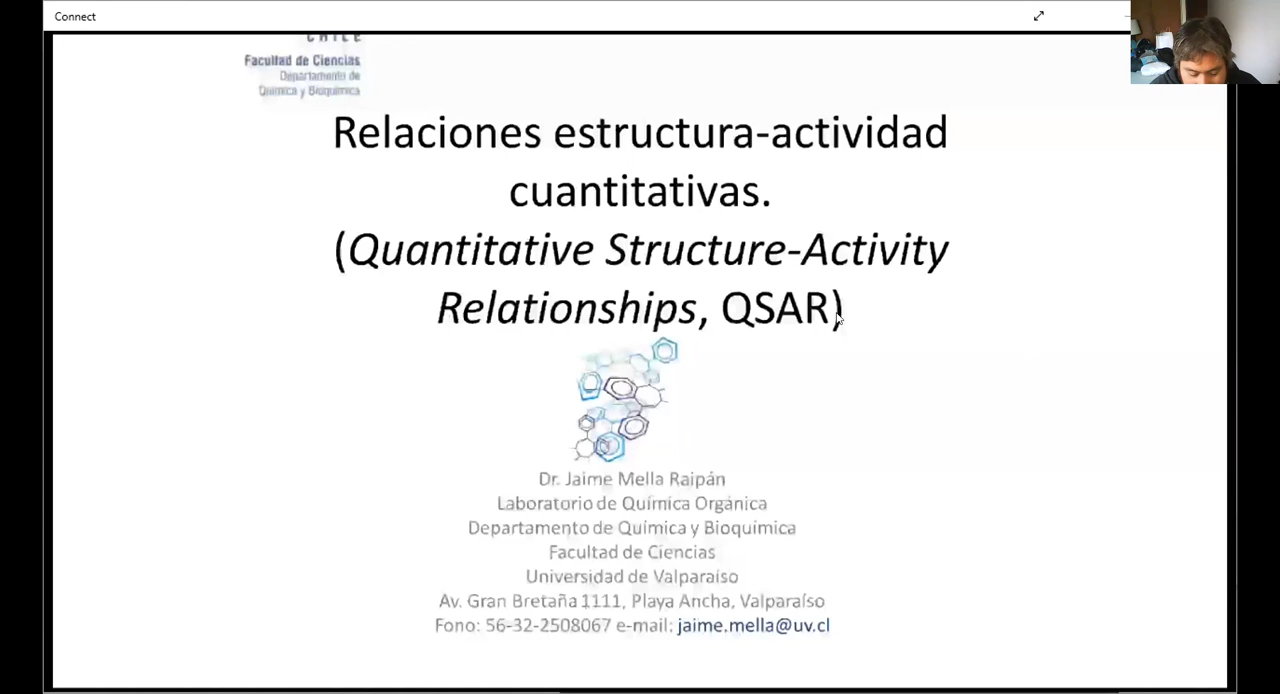 Connect
CHILE
Facultad de Ciencias
Departamento de
Química y Bioquímica
Relaciones estructura-actividad
cuantitativas.
(Quantitative Structure-Activity
Relationships, QSAR)
Dr. Jaime Mella Raipán
Laboratorio de Química Orgánica
Departamento de Química y Bioquímica
Facultad de Ciencias
Universidad de Valparaíso
Av. Gran Bretaña 1111, Playa Ancha, Valparaíso
Fono: 56-32-2508067 e-mail: jaime.mella@uv.cl